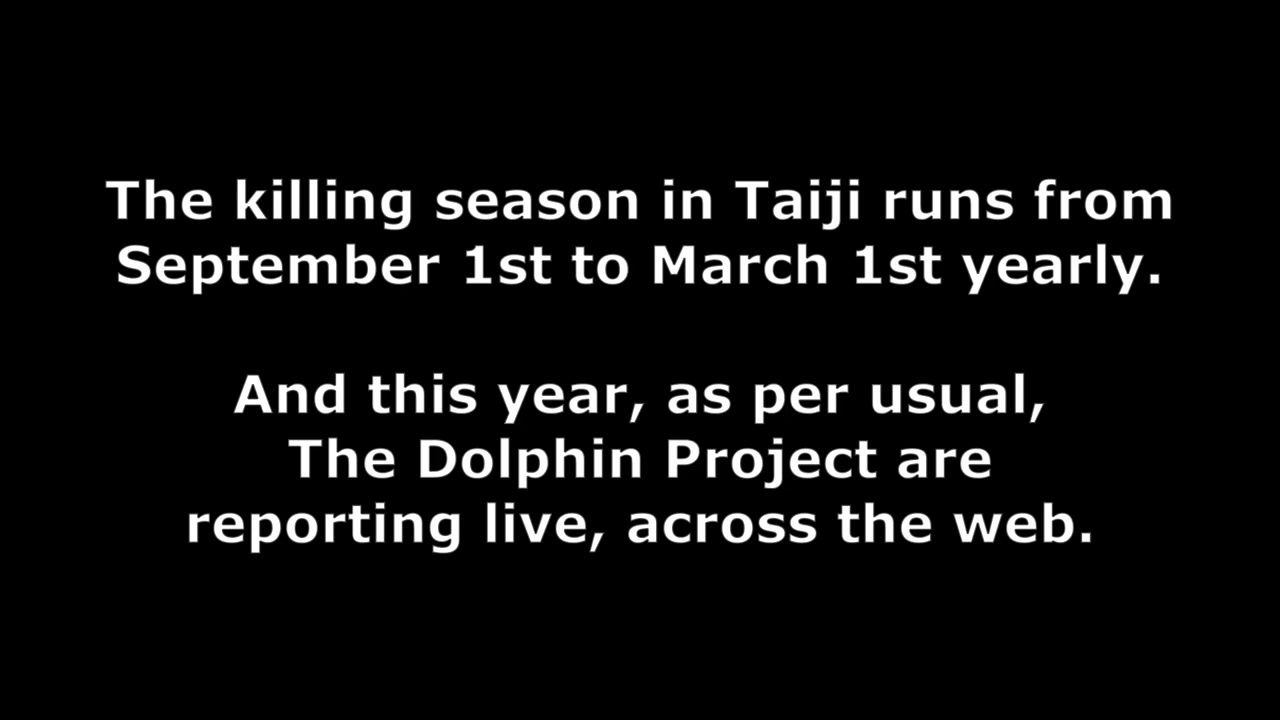 The killing season in Taiji runs from
September 1st to March 1st yearly.
And this year, as per usual,
The Dolphin Project are
reporting live, across the web.